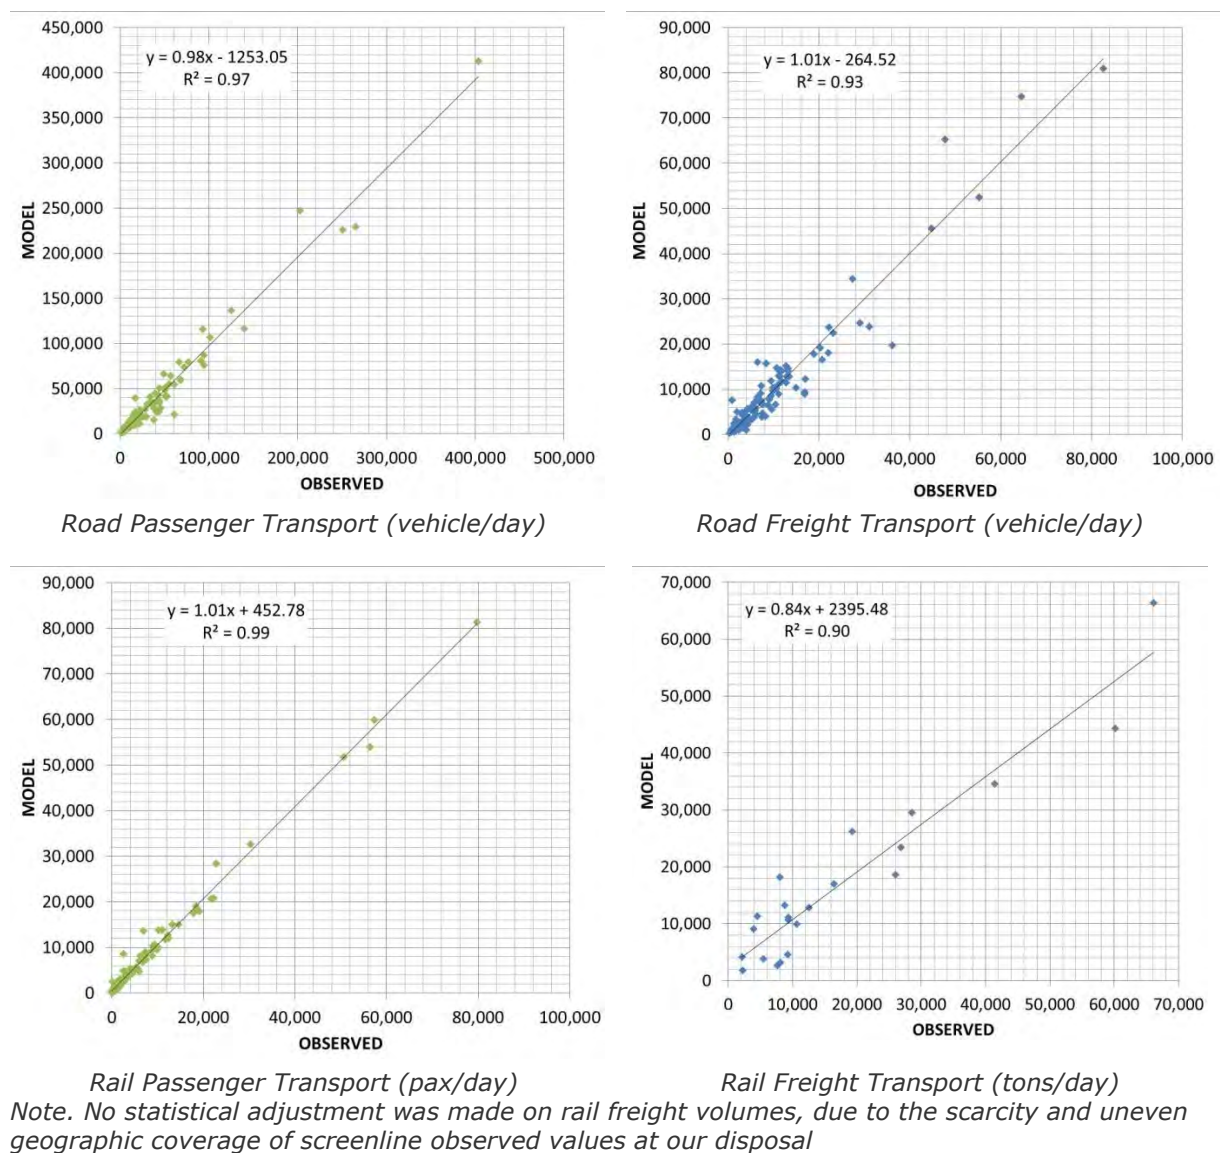 450,000
400,000
350,000
300,000
250,000
200,000
150,000
100,000
50,000
0
MODEL
y = 0.98x - 1253.05
R² = 0.97
0 100,000 200,000 300,000 400,000 500,000
OBSERVED
Road Passenger Transport (vehicle/day)
90,000
80,000
70,000
60,000
50,000
40,000
30,000
20,000
10,000
0
MODEL
y = 1.01x - 264.52
R² = 0.93
0 20,000 40,000 60,000 80,000 100,000
OBSERVED
Road Freight Transport (vehicle/day)
90,000
80,000
70,000
60,000
50,000
40,000
30,000
20,000
10,000
0
MODEL
y = 1.01x + 452.78
R² = 0.99
0 20,000 40,000 60,000 80,000 100,000
OBSERVED
Rail Passenger Transport (pax/day)
70,000
60,000
50,000
40,000
30,000
20,000
10,000
0
MODEL
y = 0.84x + 2395.48
R² = 0.90
0 10,000 20,000 30,000 40,000 50,000 60,000 70,000
OBSERVED
Rail Freight Transport (tons/day)
Note. No statistical adjustment was made on rail freight volumes, due to the scarcity and uneven
geographic coverage of screenline observed values at our disposal